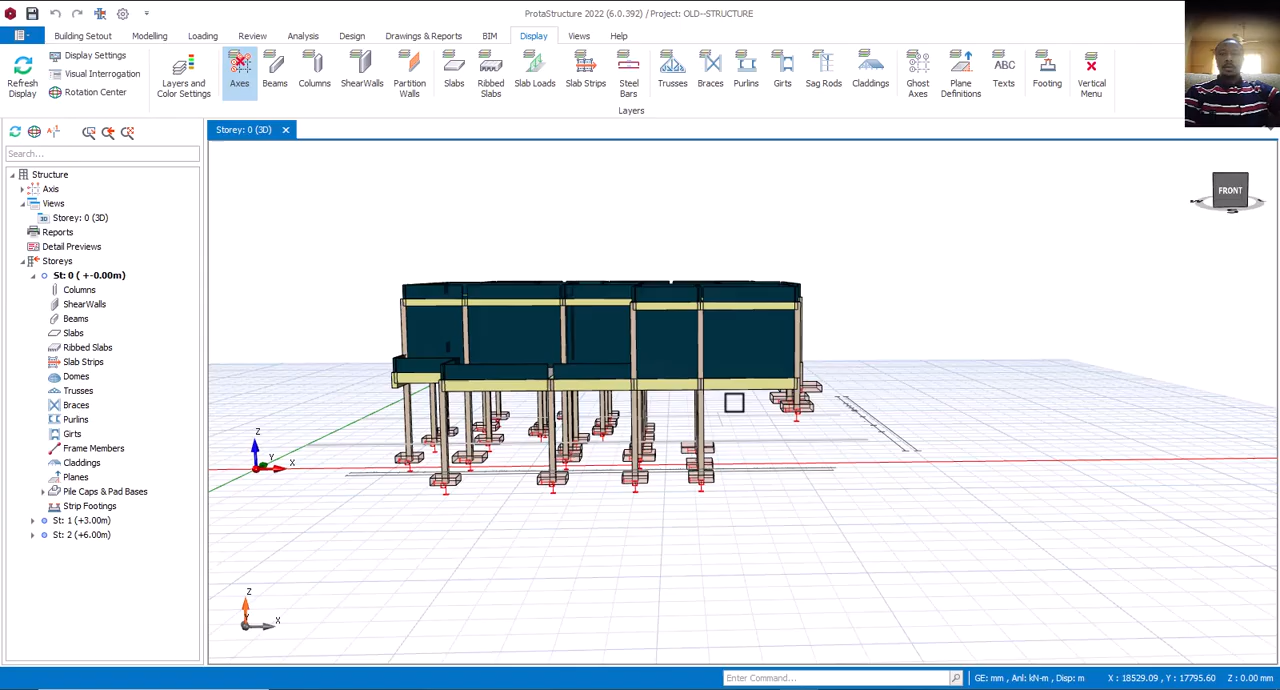 ProtaStructure 2022 (6.0.392) / Project: OLD--STRUCTURE
Building Setout Modelling Loading Review Analysis Design Drawings & Reports BIM Display Views Help
Refresh Display
Display Settings
Visual Interrogation
Rotation Center
Layers and Color Settings
Axes
Beams
Columns
ShearWalls
Partition Walls
Slabs
Ribbed Slabs
Slab Loads
Slab Strips
Steel Bars
Trusses
Braces
Purlins
Girts
Sag Rods
Claddings
Ghost Axes
Plane Definitions
ABC
Texts
Footing
Vertical Menu
Layers
Storey: 0 (3D)
Search...
Structure
Axis
Views
3D Storey: 0 (3D)
Reports
Detail Previews
Storeys
St: 0 ( +-0.00m)
Columns
ShearWalls
Beams
Slabs
Ribbed Slabs
Slab Strips
Domes
Trusses
Braces
Purlins
Girts
Frame Members
Claddings
Planes
Pile Caps & Pad Bases
Strip Footings
St: 1 (+3.00m)
St: 2 (+6.00m)
FRONT
Z
Y
X
Z
X
Enter Command...
GE: mm , Anl: kN-m , Disp: m
X : 18529.09 , Y : 17795.60
Z : 0.00 mm